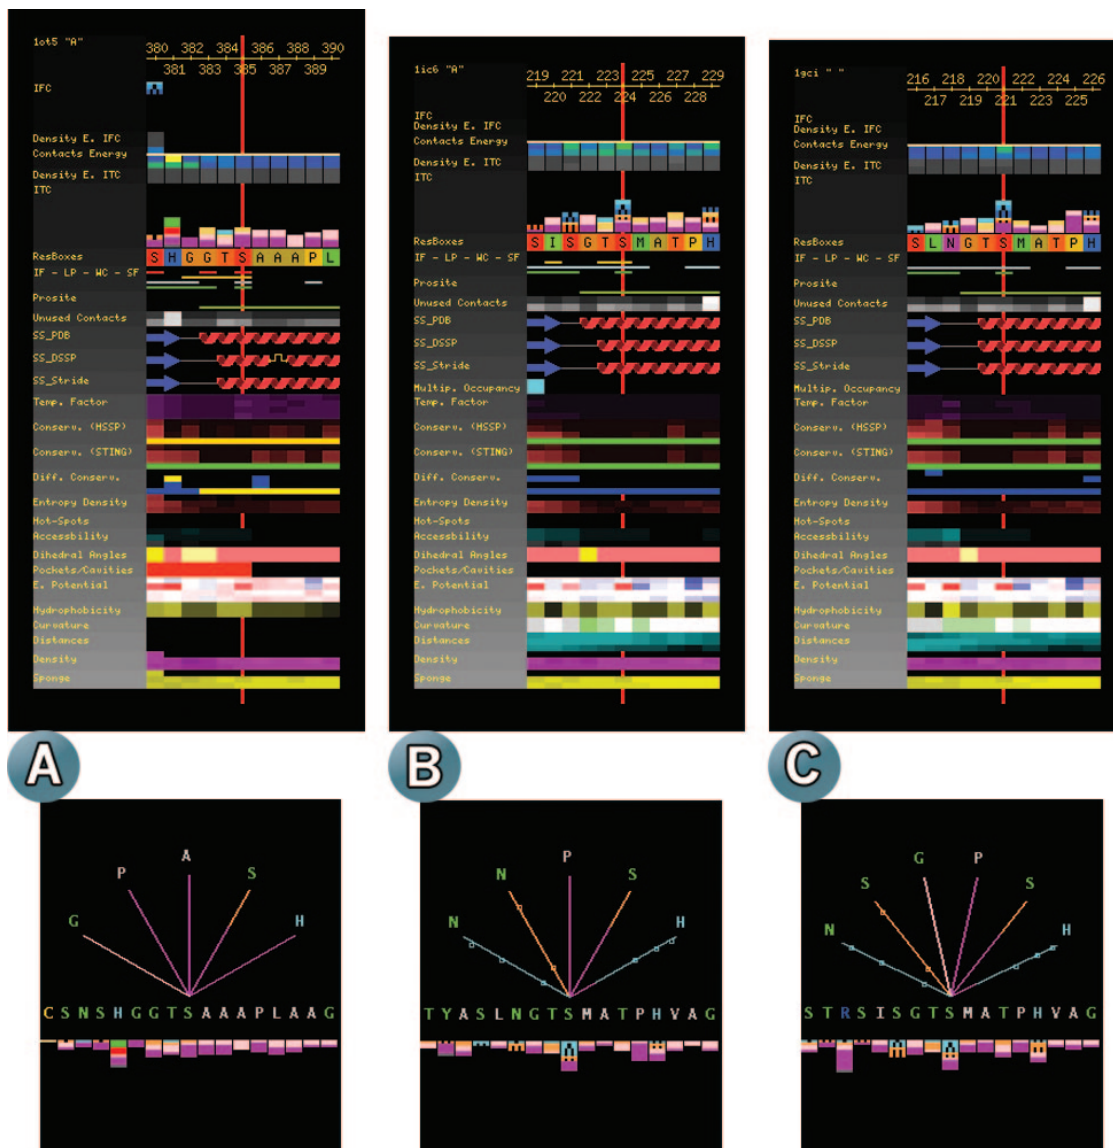 1ot5 "A"
380 382 384 386 388 390
381 383 385 387 389
IFC
Density E. IFC
Contacts Energy
Density E. ITC
ITC
ResBoxes
S H G G T S A A A P L
IF - LP - WC - SF
Prosite
Unused Contacts
SS_PDB
SS_DSSP
SS_Stride
Temp. Factor
Conserv. (HSSP)
Conserv. (STING)
Diff. Conserv.
Entropy Density
Hot-Spots
Accessbility
Dihedral Angles
Pockets/Cavities
E. Potential
Hydrophobicity
Curvature
Distances
Density
Sponge
1ic6 "A"
219 221 223 225 227 229
220 222 224 226 228
IFC
Density E. IFC
Contacts Energy
Density E. ITC
ITC
ResBoxes
S I S G T S M A T P H
IF - LP - WC - SF
Prosite
Unused Contacts
SS_PDB
SS_DSSP
SS_Stride
Multip. Occupancy
Temp. Factor
Conserv. (HSSP)
Conserv. (STING)
Diff. Conserv.
Entropy Density
Hot-Spots
Accessbility
Dihedral Angles
Pockets/Cavities
E. Potential
Hydrophobicity
Curvature
Distances
Density
Sponge
1gci " "
216 218 220 222 224 226
217 219 221 223 225
IFC
Density E. IFC
Contacts Energy
Density E. ITC
ITC
ResBoxes
S L N G T S M A T P H
IF - LP - WC - SF
Prosite
Unused Contacts
SS_PDB
SS_DSSP
SS_Stride
Temp. Factor
Conserv. (HSSP)
Conserv. (STING)
Diff. Conserv.
Entropy Density
Hot-Spots
Accessbility
Dihedral Angles
Pockets/Cavities
E. Potential
Hydrophobicity
Curvature
Distances
Density
Sponge
A
B
C
G P A S H
C S N S H G G T S A A A P L A A G
N N P S H
T Y A S L N G T S M A T P H V A G
N S G P S H
S T R S I S G T S M A T P H V A G